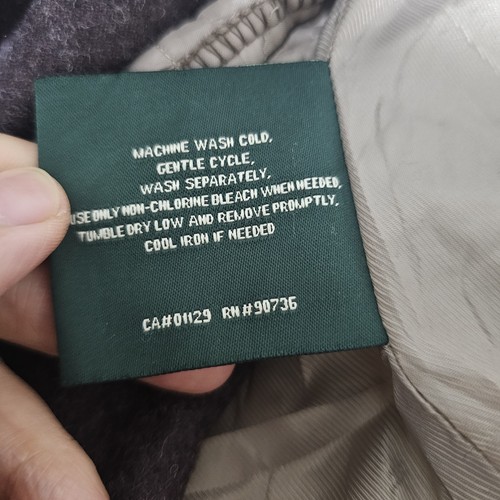 MACHINE WASH COLD,
GENTLE CYCLE,
WASH SEPARATELY,
USE ONLY NON-CHLORINE BLEACH WHEN NEEDED,
TUMBLE DRY LOW AND REMOVE PROMPTLY,
COOL IRON IF NEEDED
CA#01129 RN#90736